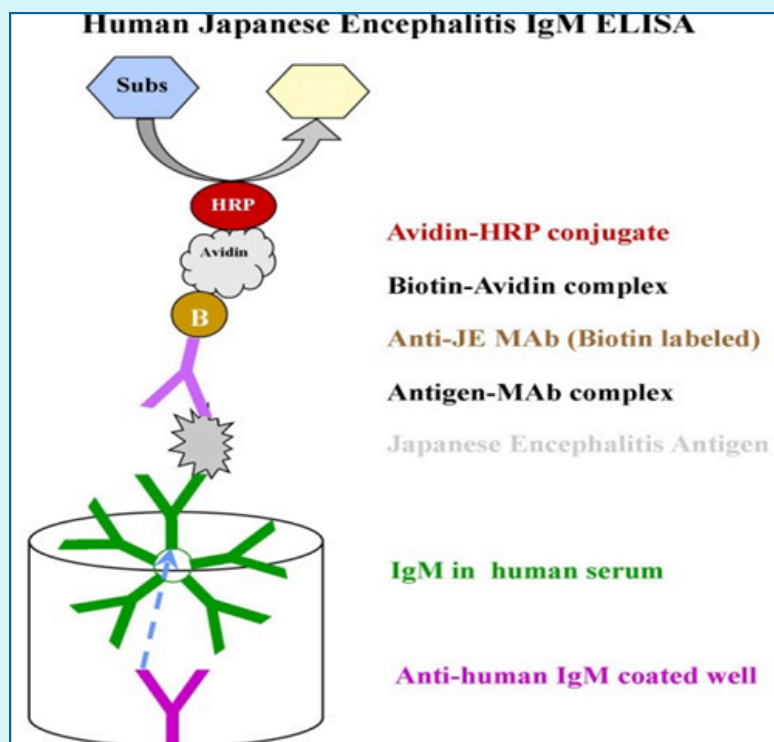 Human Japanese Encephalitis IgM ELISA
Subs
HRP
Avidin
B
Avidin-HRP conjugate
Biotin-Avidin complex
Anti-JE MAb (Biotin labeled)
Antigen-MAb complex
Japanese Encephalitis Antigen
IgM in human serum
Anti-human IgM coated well